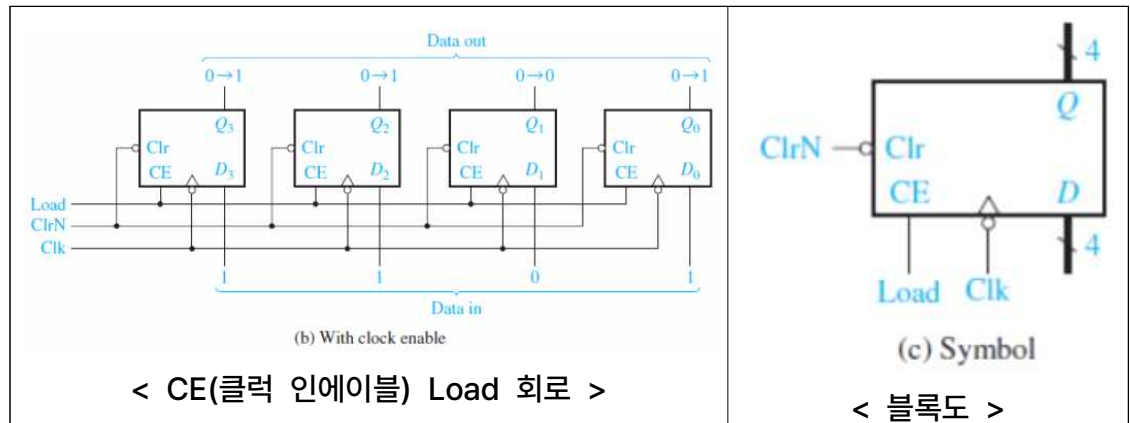 Data out
0→1 0→1 0→0 0→1
Q3 Q2 Q1 Q0
Clr Clr Clr Clr
CE D3 CE D2 CE D1 CE D0
Load
ClrN
Clk
1 1 0 1
Data in
(b) With clock enable
< CE(클럭 인에이블) Load 회로 >
4
Q
ClrN Clr
CE D
4
Load Clk
(c) Symbol
< 블록도 >